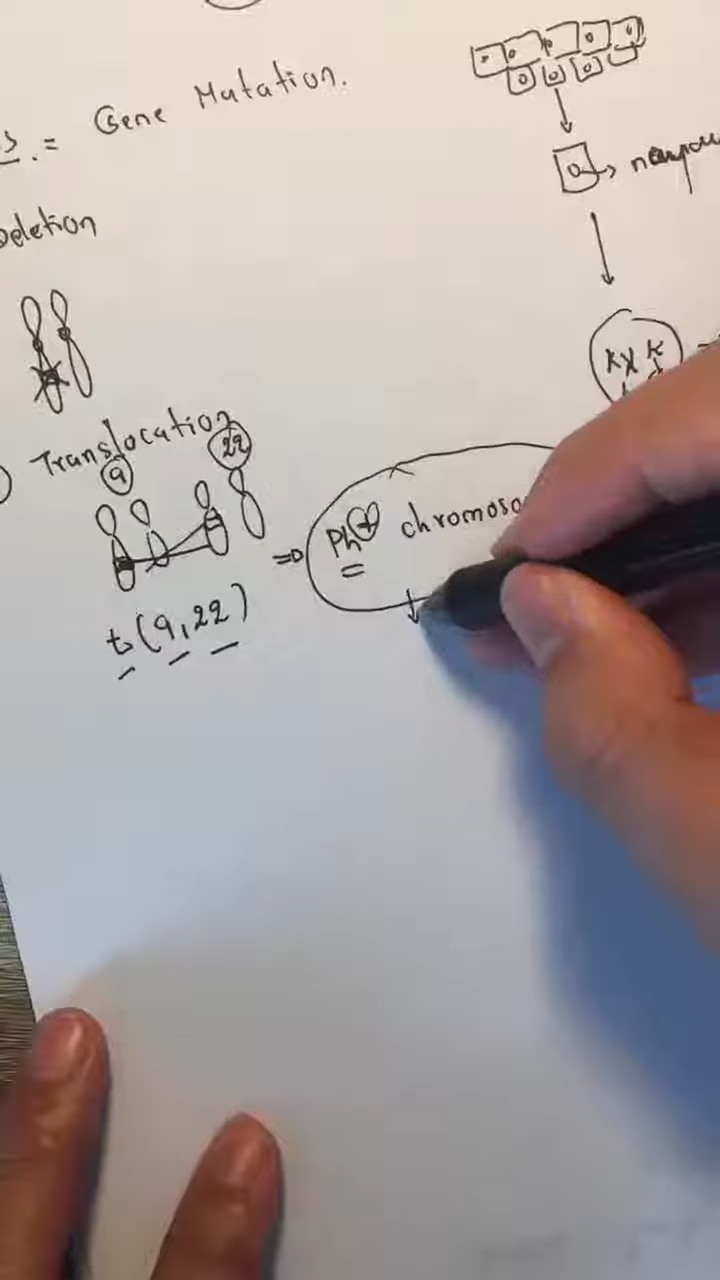 = Gene Mutation.
Deletion
Translocation
9 22
Ph+ chromoso
t(9,22)